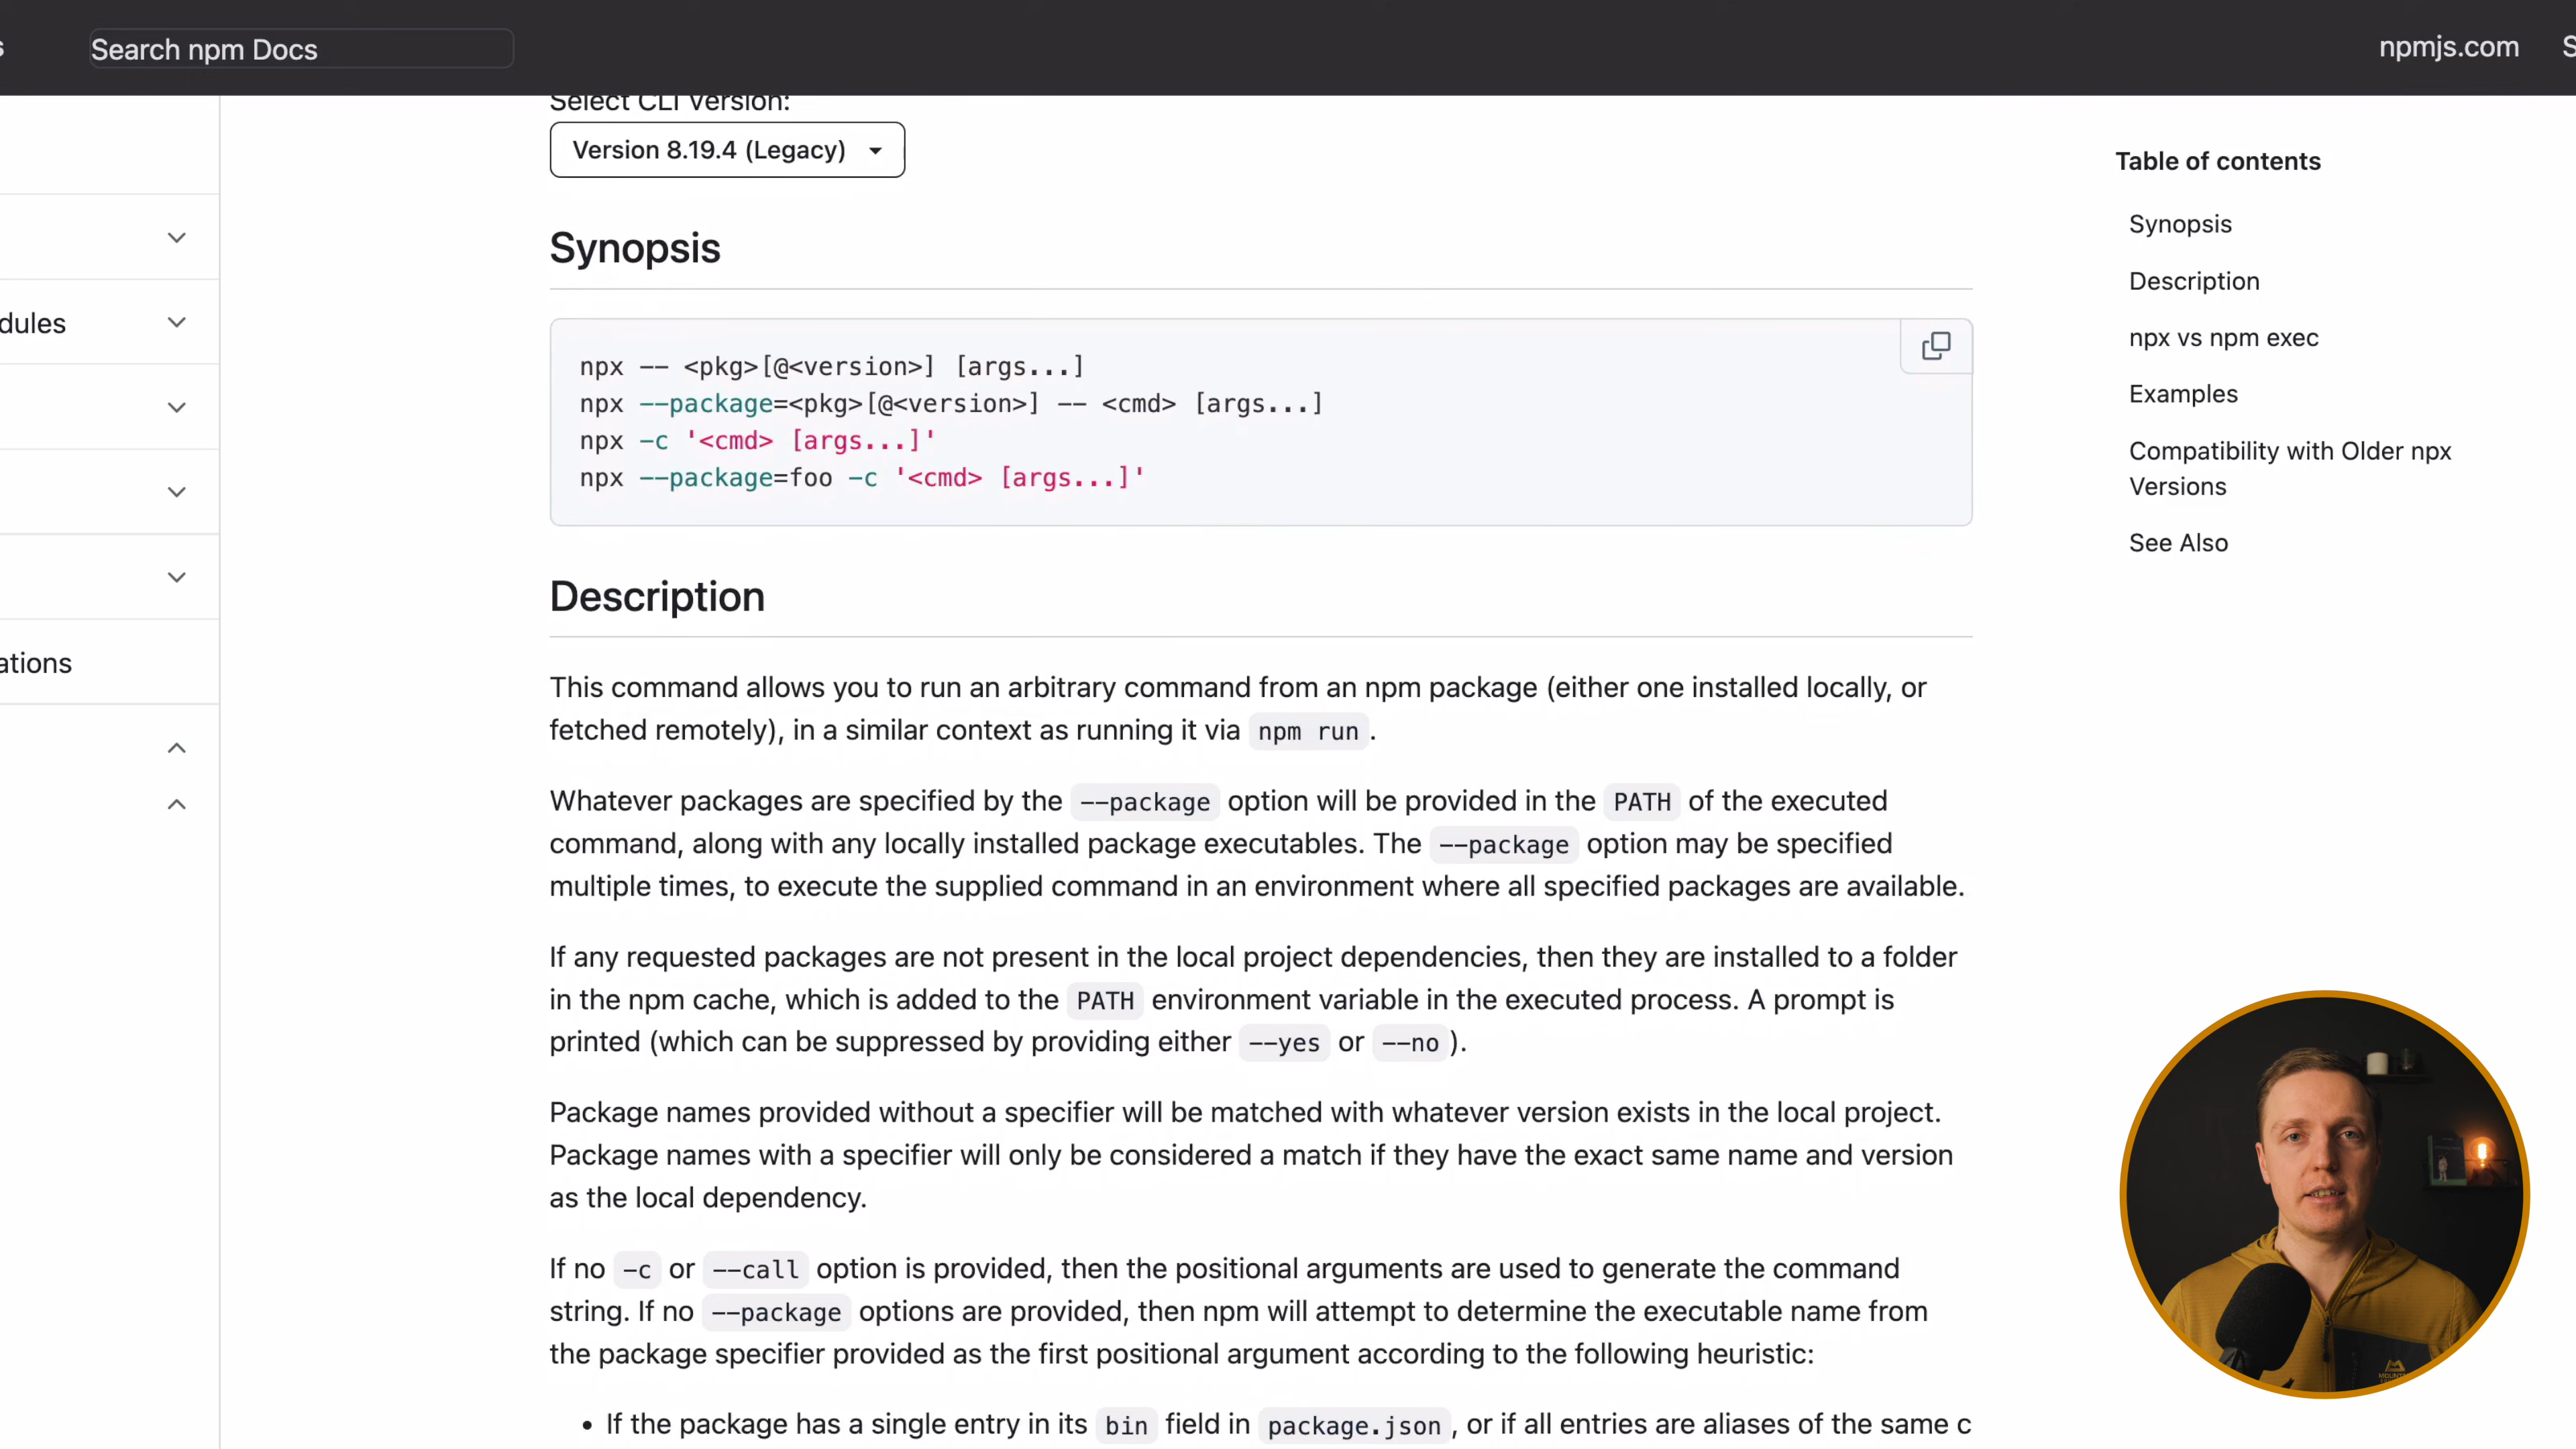 s
Search npm Docs
npmjs.com
S
Select CLI Version:
Version 8.19.4 (Legacy)
Synopsis
npx -- <pkg>[@<version>] [args...]
npx --package=<pkg>[@<version>] -- <cmd> [args...]
npx -c '<cmd> [args...]'
npx --package=foo -c '<cmd> [args...]'
Description
This command allows you to run an arbitrary command from an npm package (either one installed locally, or
fetched remotely), in a similar context as running it via npm run.
Whatever packages are specified by the --package option will be provided in the PATH of the executed
command, along with any locally installed package executables. The --package option may be specified
multiple times, to execute the supplied command in an environment where all specified packages are available.
If any requested packages are not present in the local project dependencies, then they are installed to a folder
in the npm cache, which is added to the PATH environment variable in the executed process. A prompt is
printed (which can be suppressed by providing either --yes or --no).
Package names provided without a specifier will be matched with whatever version exists in the local project.
Package names with a specifier will only be considered a match if they have the exact same name and version
as the local dependency.
If no -c or --call option is provided, then the positional arguments are used to generate the command
string. If no --package options are provided, then npm will attempt to determine the executable name from
the package specifier provided as the first positional argument according to the following heuristic:
• If the package has a single entry in its bin field in package.json, or if all entries are aliases of the same c
dules
ations
Table of contents
Synopsis
Description
npx vs npm exec
Examples
Compatibility with Older npx
Versions
See Also